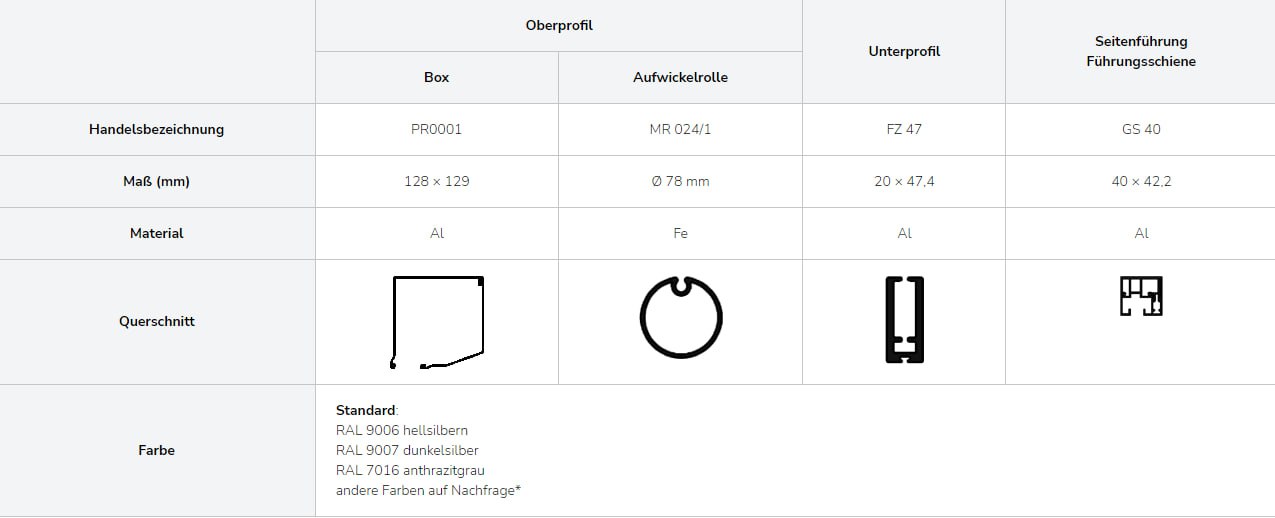 Oberprofil
Unterprofil
Seitenführung
Führungsschiene
Box
Aufwickelrolle
Handelsbezeichnung PR0001 MR 024/1 FZ 47 GS 40
Maß (mm) 128 × 129 Ø 78 mm 20 × 47,4 40 × 42,2
Material Al Fe Al Al
Querschnitt
Farbe
Standard:
RAL 9006 hellsilbern
RAL 9007 dunkelsilber
RAL 7016 anthrazitgrau
andere Farben auf Nachfrage*